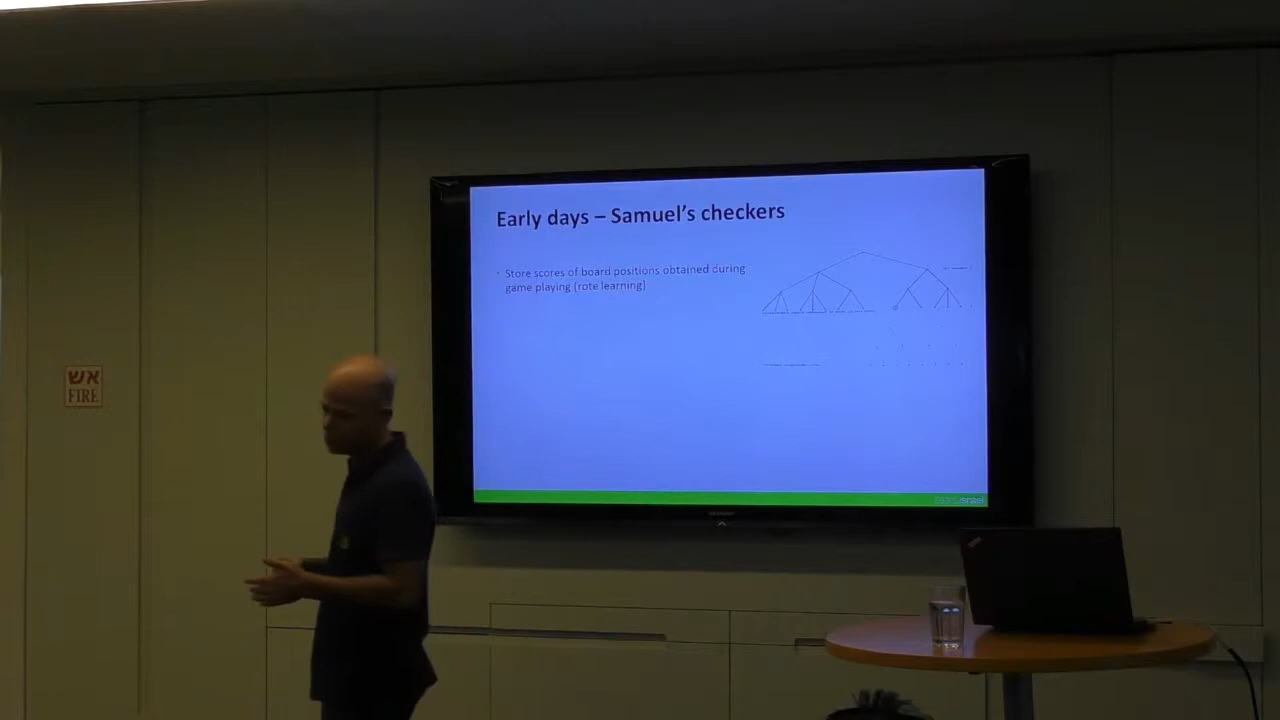 Early days – Samuel's checkers
Store scores of board positions obtained during
game playing (rote learning)
אש
FIRE